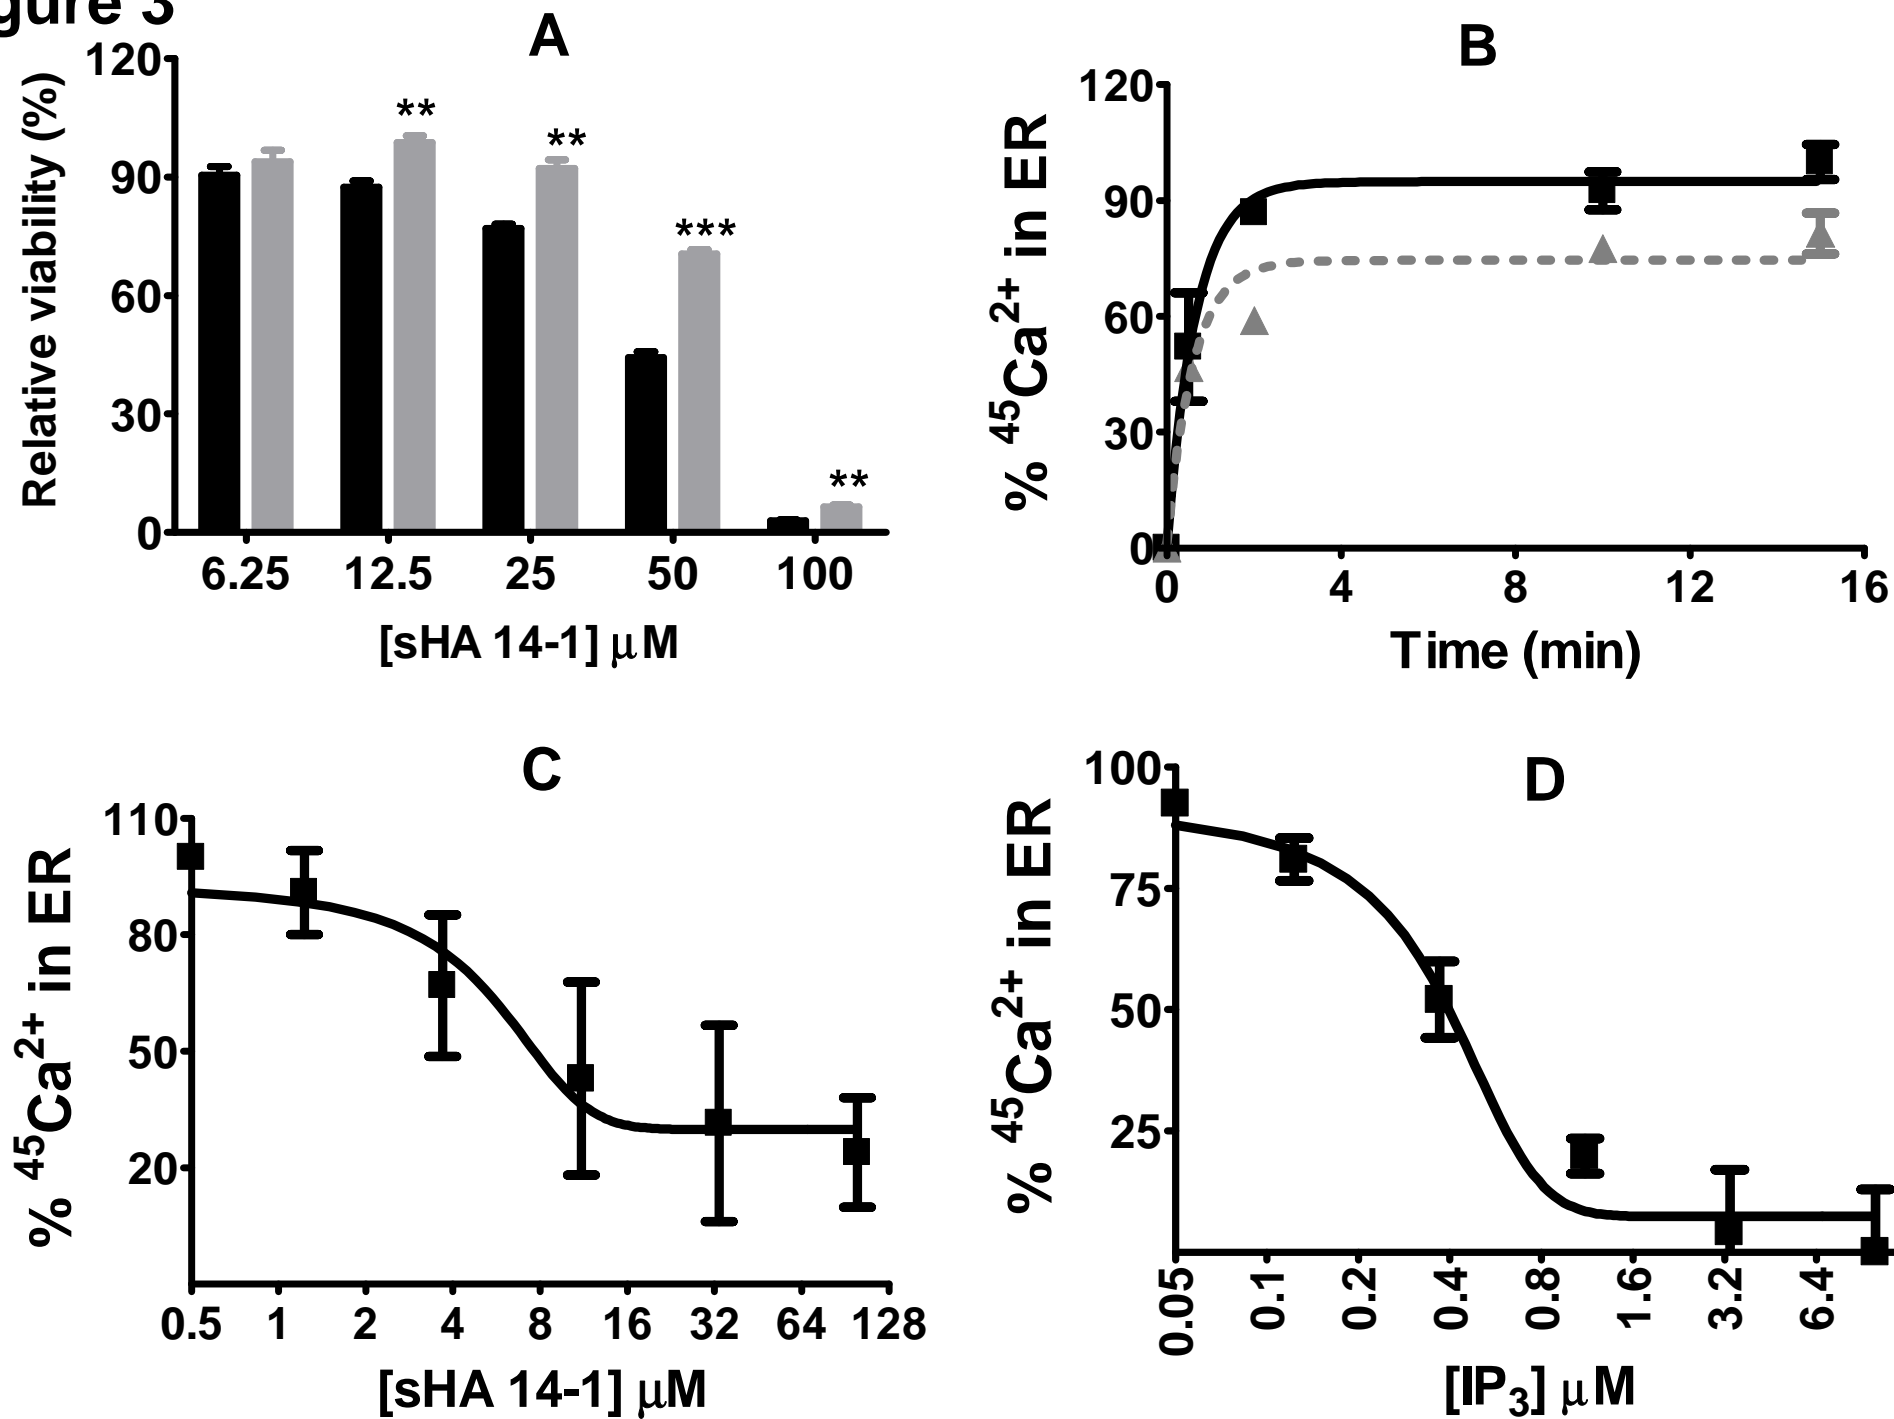 gure 3
A
Relative viability (%)
120
90
60
30
0
**
**
***
**
6.25 12.5 25 50 100
[sHA 14-1] μM
B
% 45Ca2+ in ER
120
90
60
30
0
0 4 8 12 16
Time (min)
C
% 45Ca2+ in ER
110
80
50
20
0.5 1 2 4 8 16 32 64 128
[sHA 14-1] μM
D
% 45Ca2+ in ER
100
75
50
25
0.05 0.1 0.2 0.4 0.8 1.6 3.2 6.4
[IP3] μM